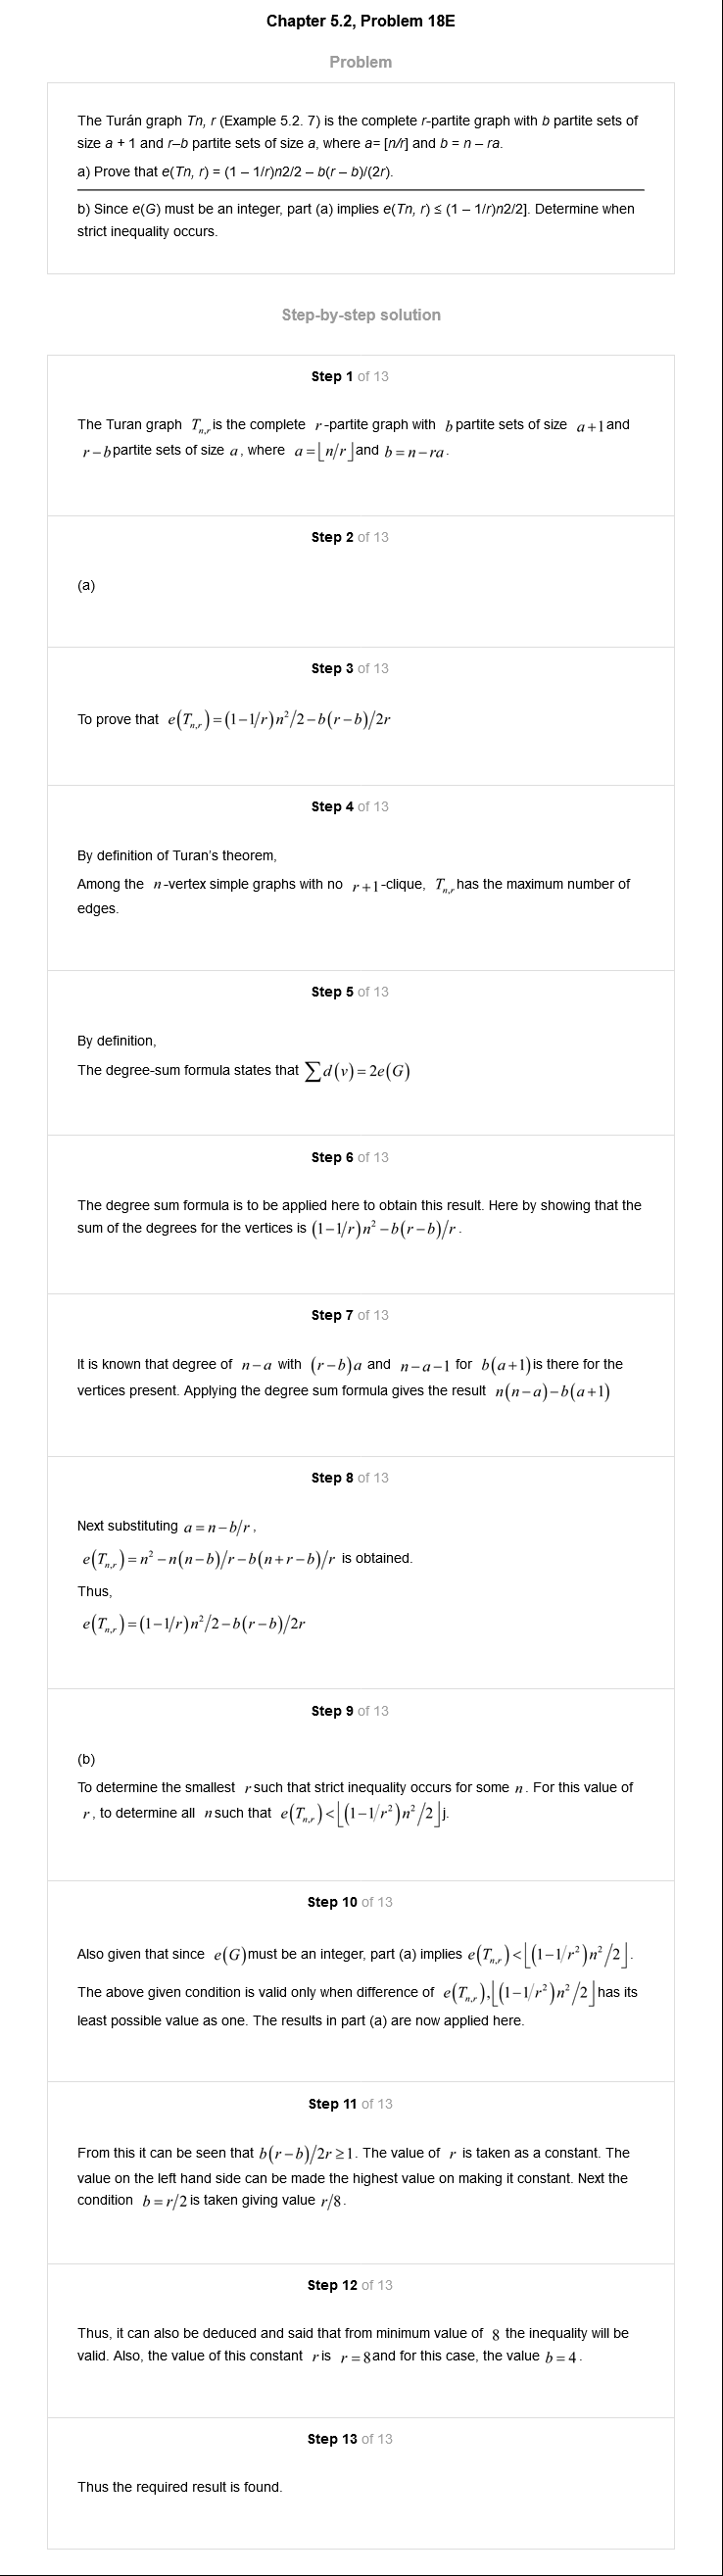 Chapter 5.2, Problem 18E
Problem
The Turán graph Tn, r (Example 5.2. 7) is the complete r-partite graph with b partite sets of
size a + 1 and r–b partite sets of size a, where a= [n/r] and b = n – ra.
a) Prove that e(Tn, r) = (1 – 1/r)n2/2 – b(r – b)/(2r).
b) Since e(G) must be an integer, part (a) implies e(Tn, r) ≤ (1 – 1/r)n2/2]. Determine when
strict inequality occurs.
Step-by-step solution
Step 1 of 13
The Turan graph T_{n,r} is the complete r-partite graph with b partite sets of size a+1 and
r−b partite sets of size a, where a=⌊n/r⌋ and b=n−ra.
Step 2 of 13
(a)
Step 3 of 13
To prove that e(T_{n,r})=(1−1/r)n²/2−b(r−b)/2r
Step 4 of 13
By definition of Turan's theorem,
Among the n-vertex simple graphs with no r+1-clique, T_{n,r} has the maximum number of
edges.
Step 5 of 13
By definition,
The degree-sum formula states that ∑d(v)=2e(G)
Step 6 of 13
The degree sum formula is to be applied here to obtain this result. Here by showing that the
sum of the degrees for the vertices is (1−1/r)n²−b(r−b)/r.
Step 7 of 13
It is known that degree of n−a with (r−b)a and n−a−1 for b(a+1) is there for the
vertices present. Applying the degree sum formula gives the result n(n−a)−b(a+1)
Step 8 of 13
Next substituting a=n−b/r,
e(T_{n,r})=n²−n(n−b)/r−b(n+r−b)/r is obtained.
Thus,
e(T_{n,r})=(1−1/r)n²/2−b(r−b)/2r
Step 9 of 13
(b)
To determine the smallest r such that strict inequality occurs for some n. For this value of
r, to determine all n such that e(T_{n,r})<⌊(1−1/r²)n²/2⌋j.
Step 10 of 13
Also given that since e(G) must be an integer, part (a) implies e(T_{n,r})<⌊(1−1/r²)n²/2⌋.
The above given condition is valid only when difference of e(T_{n,r}),⌊(1−1/r²)n²/2⌋ has its
least possible value as one. The results in part (a) are now applied here.
Step 11 of 13
From this it can be seen that b(r−b)/2r≥1. The value of r is taken as a constant. The
value on the left hand side can be made the highest value on making it constant. Next the
condition b=r/2 is taken giving value r/8.
Step 12 of 13
Thus, it can also be deduced and said that from minimum value of 8 the inequality will be
valid. Also, the value of this constant r is r=8 and for this case, the value b=4.
Step 13 of 13
Thus the required result is found.